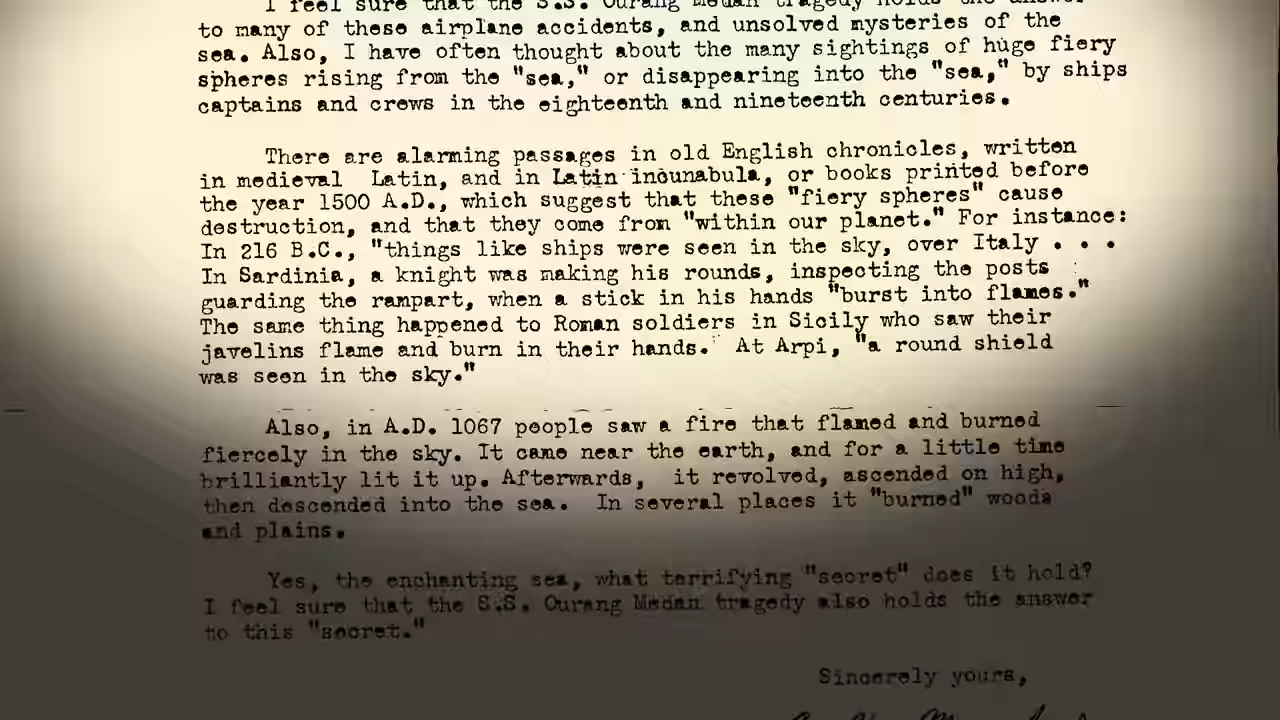 I feel sure that the S.S. Ourang Medan tragedy holds the answer
to many of these airplane accidents, and unsolved mysteries of the
sea. Also, I have often thought about the many sightings of huge fiery
spheres rising from the "sea," or disappearing into the "sea," by ships
captains and crews in the eighteenth and nineteenth centuries.
There are alarming passages in old English chronicles, written
in medieval Latin, and in Latin incunabula, or books printed before
the year 1500 A.D., which suggest that these "fiery spheres" cause
destruction, and that they come from "within our planet." For instance:
In 216 B.C., "things like ships were seen in the sky, over Italy . . .
In Sardinia, a knight was making his rounds, inspecting the posts
guarding the rampart, when a stick in his hands "burst into flames."
The same thing happened to Roman soldiers in Sicily who saw their
javelins flame and burn in their hands. At Arpi, "a round shield
was seen in the sky."
Also, in A.D. 1067 people saw a fire that flamed and burned
fiercely in the sky. It came near the earth, and for a little time
brilliantly lit it up. Afterwards, it revolved, ascended on high,
then descended into the sea. In several places it "burned" woods
and plains.
Yes, the enchanting sea, what terrifying "secret" does it hold?
I feel sure that the S.S. Ourang Medan tragedy also holds the answer
to this "secret."
Sincerely yours,